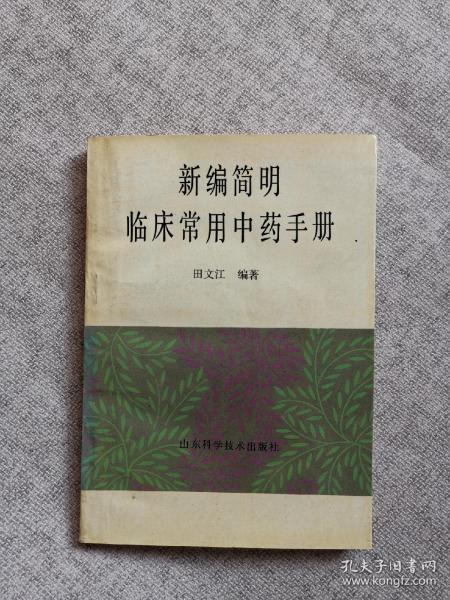 新编简明
临床常用中药手册
田文江 编著
山东科学技术出版社
孔夫子旧书网
www.kongfz.com